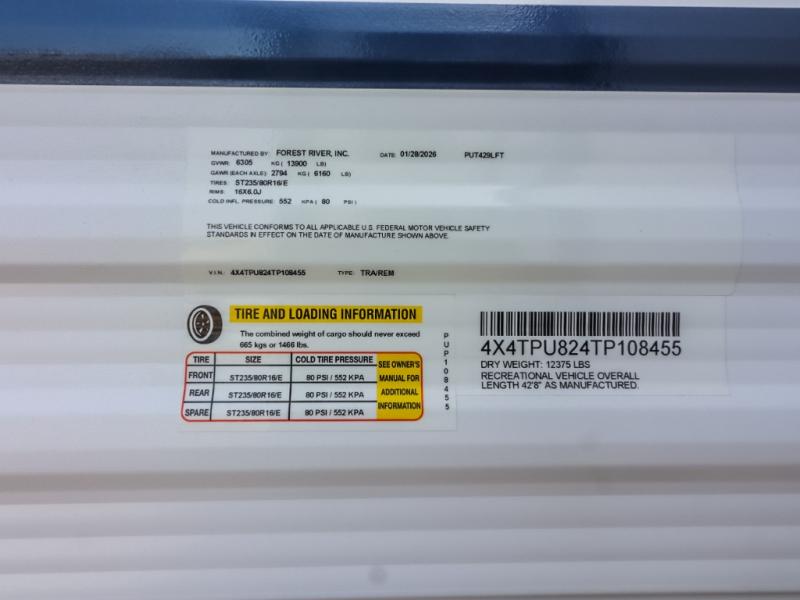 MANUFACTURED BY: FOREST RIVER, INC. DATE: 01/28/2026 PUT429LFT
GVWR: 6305 KG ( 13900 LB)
GAWR (EACH AXLE): 2794 KG ( 6160 LB)
TIRES: ST235/80R16/E
RIMS: 16X6.0J
COLD INFL. PRESSURE: 552 KPA ( 80 PSI )
THIS VEHICLE CONFORMS TO ALL APPLICABLE U.S. FEDERAL MOTOR VEHICLE SAFETY
STANDARDS IN EFFECT ON THE DATE OF MANUFACTURE SHOWN ABOVE.
V.I.N.: 4X4TPU824TP108455 TYPE: TRA/REM
TIRE AND LOADING INFORMATION
The combined weight of cargo should never exceed
665 kgs or 1466 lbs.
TIRE SIZE COLD TIRE PRESSURE
FRONT ST235/80R16/E 80 PSI / 552 KPA
REAR ST235/80R16/E 80 PSI / 552 KPA
SPARE ST235/80R16/E 80 PSI / 552 KPA
SEE OWNER'S
MANUAL FOR
ADDITIONAL
INFORMATION
PUP108455
4X4TPU824TP108455
DRY WEIGHT: 12375 LBS
RECREATIONAL VEHICLE OVERALL
LENGTH 42'8" AS MANUFACTURED.